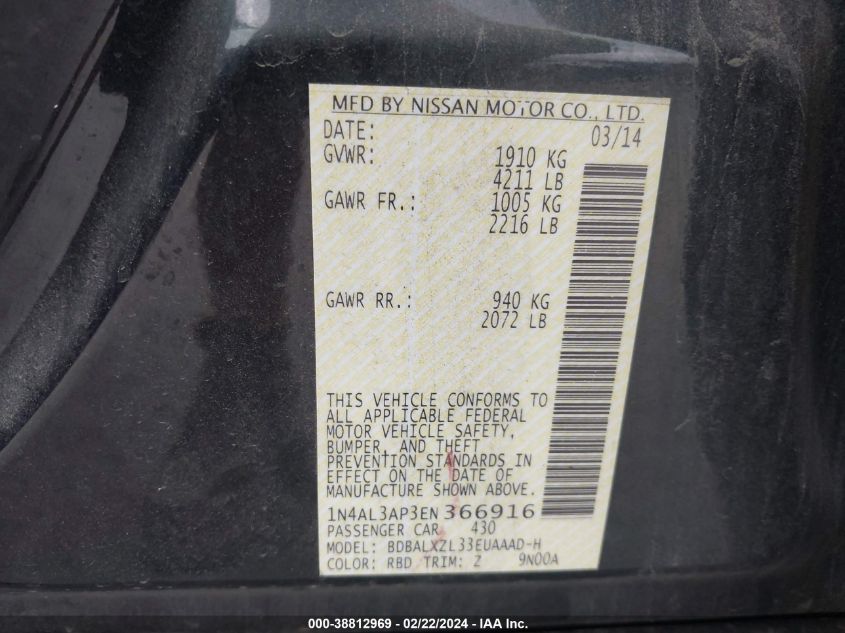 MFD BY NISSAN MOTOR CO., LTD.
DATE: 03/14
GVWR: 1910 KG
4211 LB
GAWR FR.: 1005 KG
2216 LB
GAWR RR.: 940 KG
2072 LB
THIS VEHICLE CONFORMS TO
ALL APPLICABLE FEDERAL
MOTOR VEHICLE SAFETY,
BUMPER, AND THEFT
PREVENTION STANDARDS IN
EFFECT ON THE DATE OF
MANUFACTURE SHOWN ABOVE.
1N4AL3AP3EN366916
PASSENGER CAR 430
MODEL: BDBALXZL33EUAAAD-H
COLOR: RBD TRIM: Z 9N00A
000-38812969 - 02/22/2024 - IAA Inc.